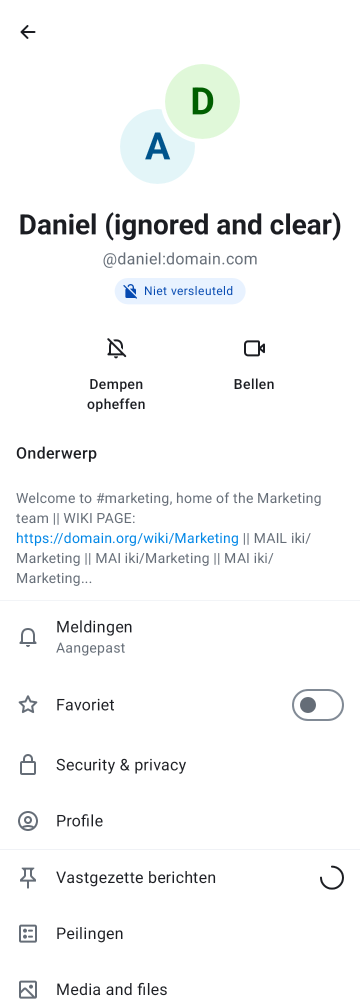 D
A
Daniel (ignored and clear)
@daniel:domain.com
Niet versleuteld
Dempen
opheffen
Bellen
Onderwerp
Welcome to #marketing, home of the Marketing
team || WIKI PAGE:
https://domain.org/wiki/Marketing || MAIL iki/
Marketing || MAI iki/Marketing || MAI iki/
Marketing...
Meldingen
Aangepast
Favoriet
Security & privacy
Profile
Vastgezette berichten
Peilingen
Media and files